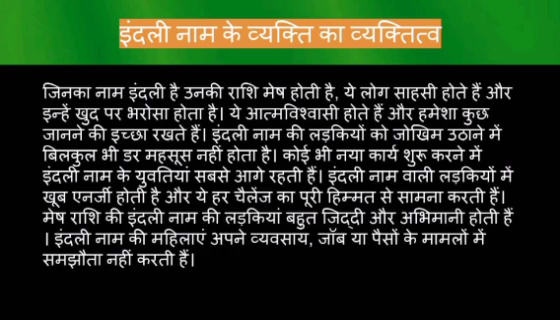 इंदली नाम के व्यक्ति का व्यक्तित्व
जिनका नाम इंदली है उनकी राशि मेष होती है, ये लोग साहसी होते हैं और
इन्हें खुद पर भरोसा होता है। ये आत्मविश्वासी होते हैं और हमेशा कुछ
जानने की इच्छा रखते हैं। इंदली नाम की लड़कियों को जोखिम उठाने में
बिलकुल भी डर महसूस नहीं होता है। कोई भी नया कार्य शुरू करने में
इंदली नाम के युवतियां सबसे आगे रहती हैं। इंदली नाम वाली लड़कियों में
खूब एनर्जी होती है और ये हर चैलेंज का पूरी हिम्मत से सामना करती हैं।
मेष राशि की इंदली नाम की लड़कियां बहुत जिद्दी और अभिमानी होती हैं
। इंदली नाम की महिलाएं अपने व्यवसाय, जॉब या पैसों के मामलों में
समझौता नहीं करती हैं।